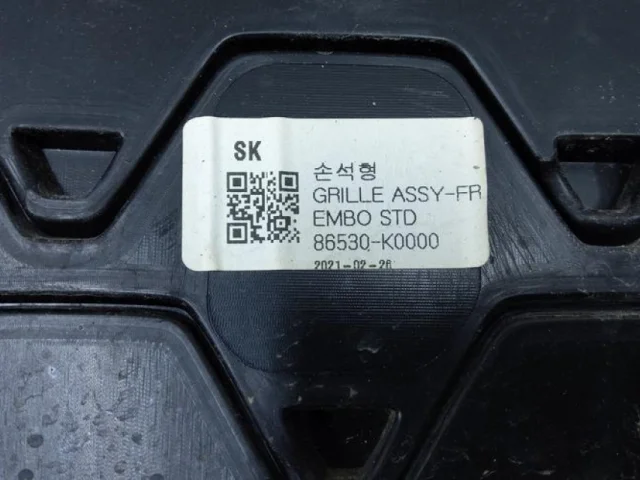 SK
손석형
GRILLE ASSY-FR
EMBO STD
86530-K0000
2021-02-26